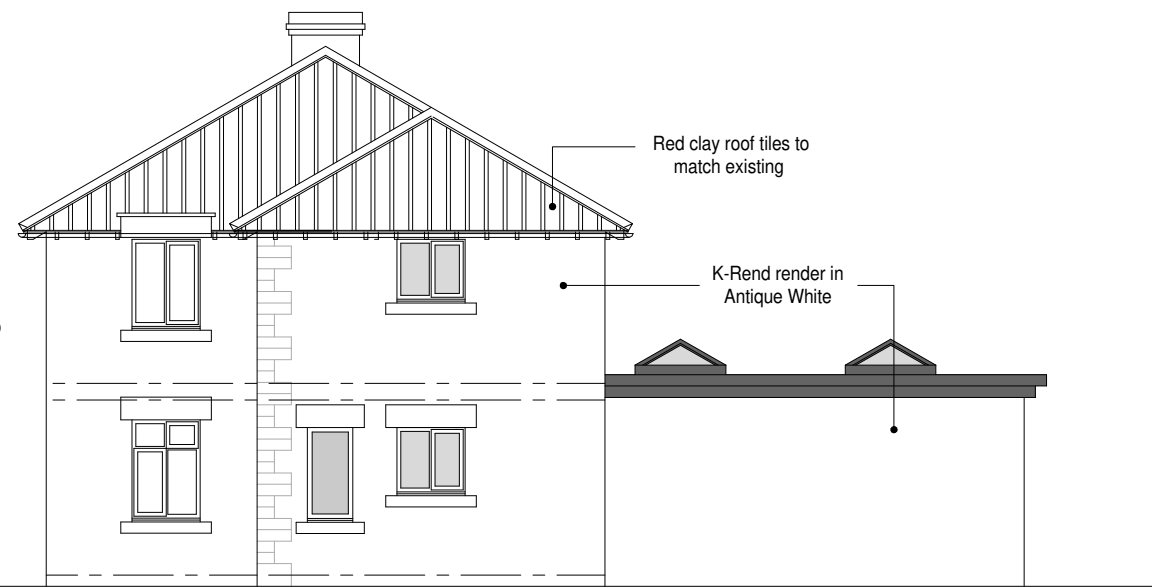 Red clay roof tiles to
match existing
K-Rend render in
Antique White